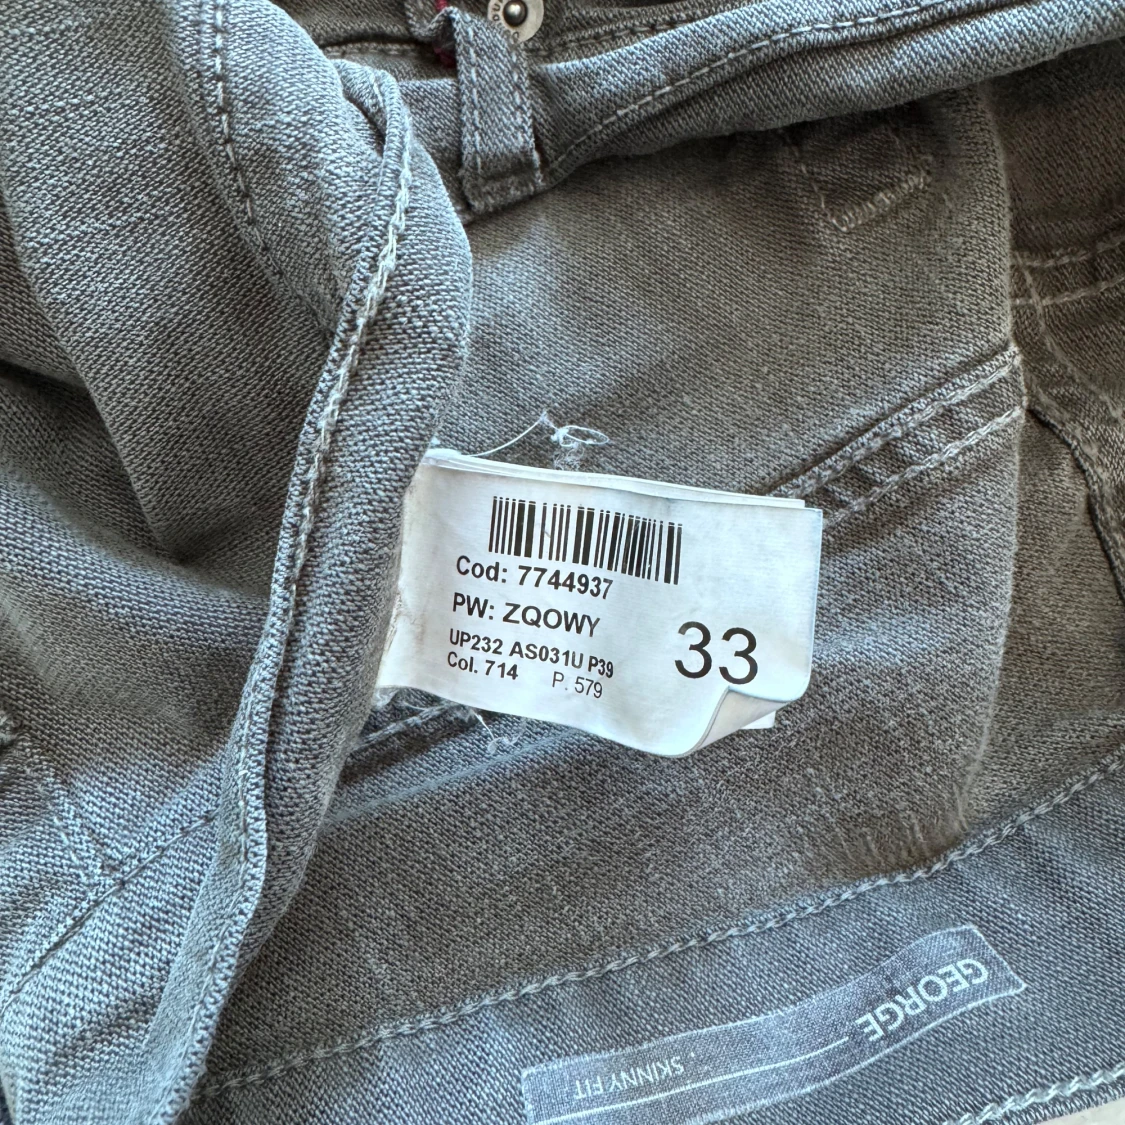 Cod: 7744937
PW: ZQOWY
UP232 AS031U P39
Col. 714 P. 579
33
GEORGE
SKINNY FIT